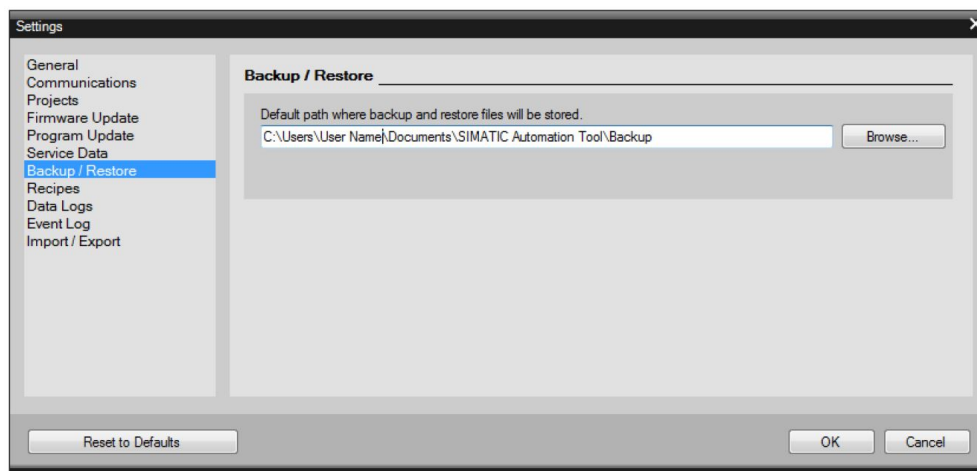 Settings
General
Communications
Projects
Firmware Update
Program Update
Service Data
Backup / Restore
Recipes
Data Logs
Event Log
Import / Export
Backup / Restore
Default path where backup and restore files will be stored.
C:\Users\User Name\Documents\SIMATIC Automation Tool\Backup
Browse...
Reset to Defaults
OK
Cancel